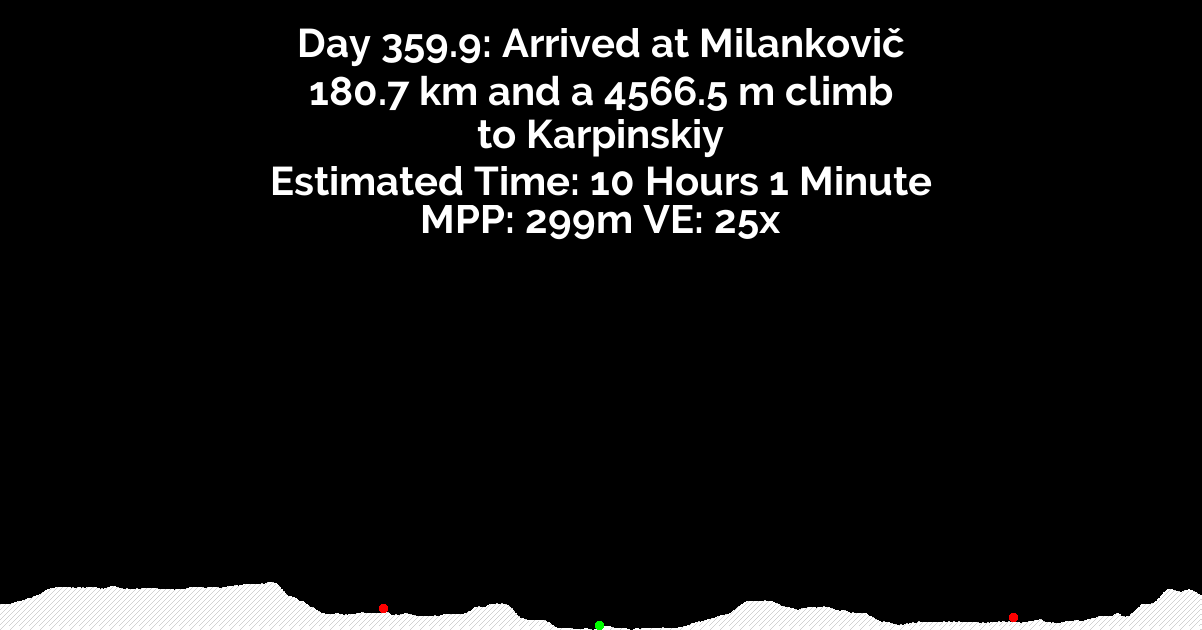 Day 359.9: Arrived at Milankovič
180.7 km and a 4566.5 m climb
to Karpinskiy
Estimated Time: 10 Hours 1 Minute
MPP: 299m VE: 25x